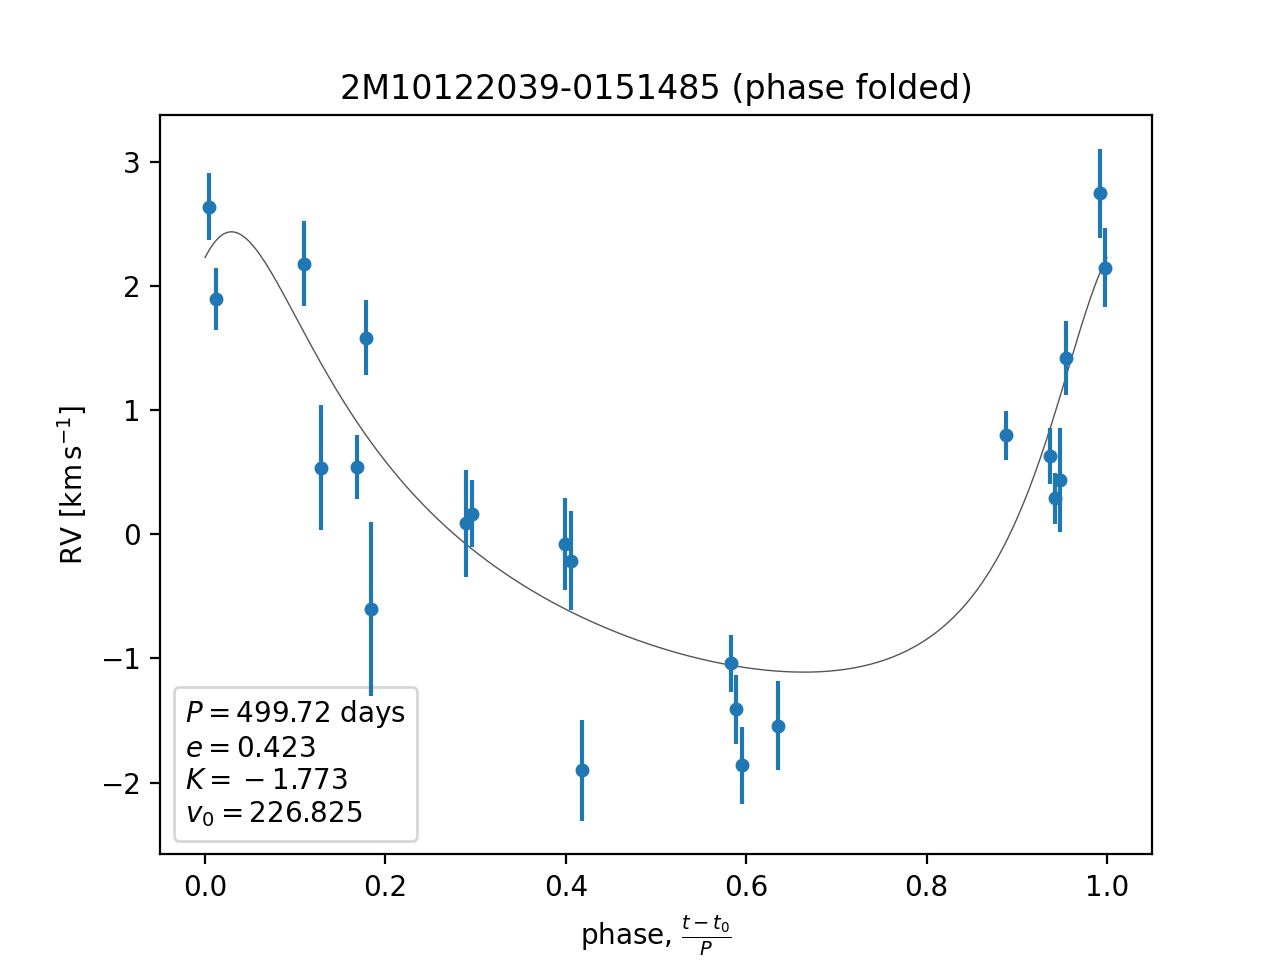 2M10122039-0151485 (phase folded)
3
2
1
0
−1
−2
RV [km s⁻¹]
P = 499.72 days
e = 0.423
K = −1.773
v₀ = 226.825
0.0 0.2 0.4 0.6 0.8 1.0
phase, (t − t₀)/P